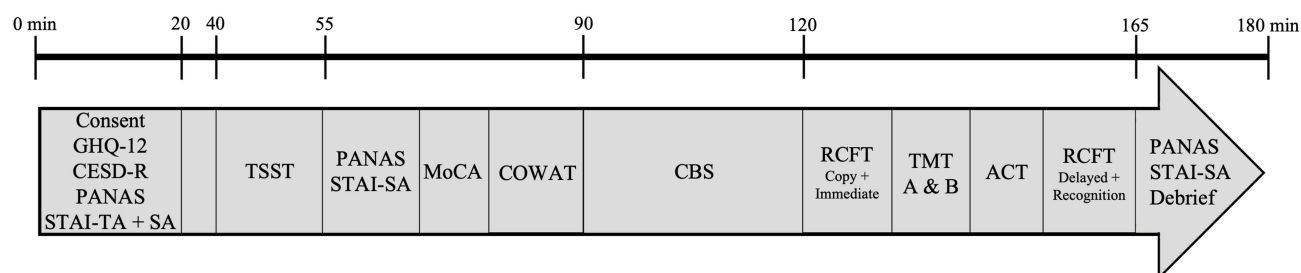 0 min 20 40 55 90 120 165 180 min
Consent
GHQ-12
CESD-R
PANAS
STAI-TA + SA
TSST
PANAS
STAI-SA
MoCA
COWAT
CBS
RCFT
Copy +
Immediate
TMT
A & B
ACT
RCFT
Delayed +
Recognition
PANAS
STAI-SA
Debrief